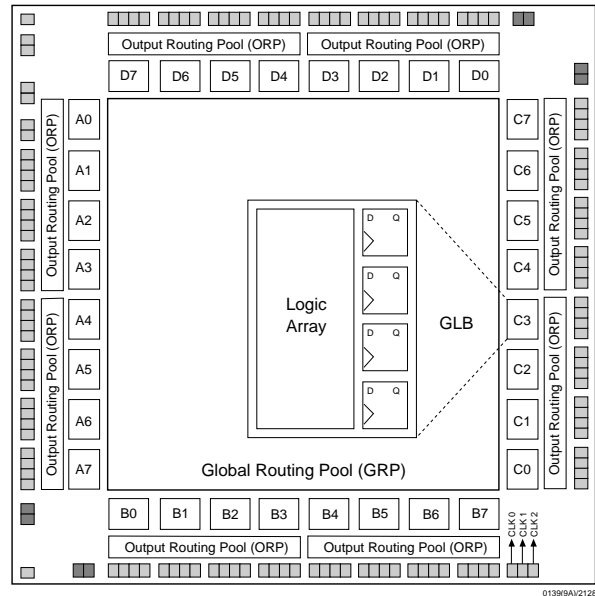 Output Routing Pool (ORP) Output Routing Pool (ORP)
D7 D6 D5 D4 D3 D2 D1 D0
Output Routing Pool (ORP)
Output Routing Pool (ORP)
A0
A1
A2
A3
A4
A5
A6
A7
D Q
D Q
D Q
D Q
Logic
Array
GLB
Global Routing Pool (GRP)
C7
C6
C5
C4
C3
C2
C1
C0
Output Routing Pool (ORP)
Output Routing Pool (ORP)
B0 B1 B2 B3 B4 B5 B6 B7
Output Routing Pool (ORP) Output Routing Pool (ORP)
CLK 0
CLK 1
CLK 2
0139(9A)/2128